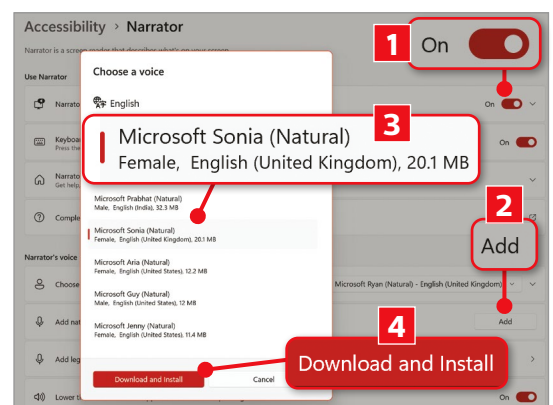 Accessibility > Narrator
Narrator is a screen reader that describes what's on your screen
Use Narrator
Narrato
On
Keyboa
Press the
On
Narrato
Get help,
Comple
Narrator's voice
Choose
Microsoft Ryan (Natural) - English (United Kingdom)
Add nat
Add
Add leg
Lower t
On
Choose a voice
English
Microsoft Prabhat (Natural)
Male, English (India), 32.3 MB
Microsoft Sonia (Natural)
Female, English (United Kingdom), 20.1 MB
Microsoft Aria (Natural)
Female, English (United States), 12.2 MB
Microsoft Guy (Natural)
Male, English (United States), 12 MB
Microsoft Jenny (Natural)
Female, English (United States), 11.4 MB
Download and Install
Cancel
1
On
3
Microsoft Sonia (Natural)
Female, English (United Kingdom), 20.1 MB
2
Add
4
Download and Install